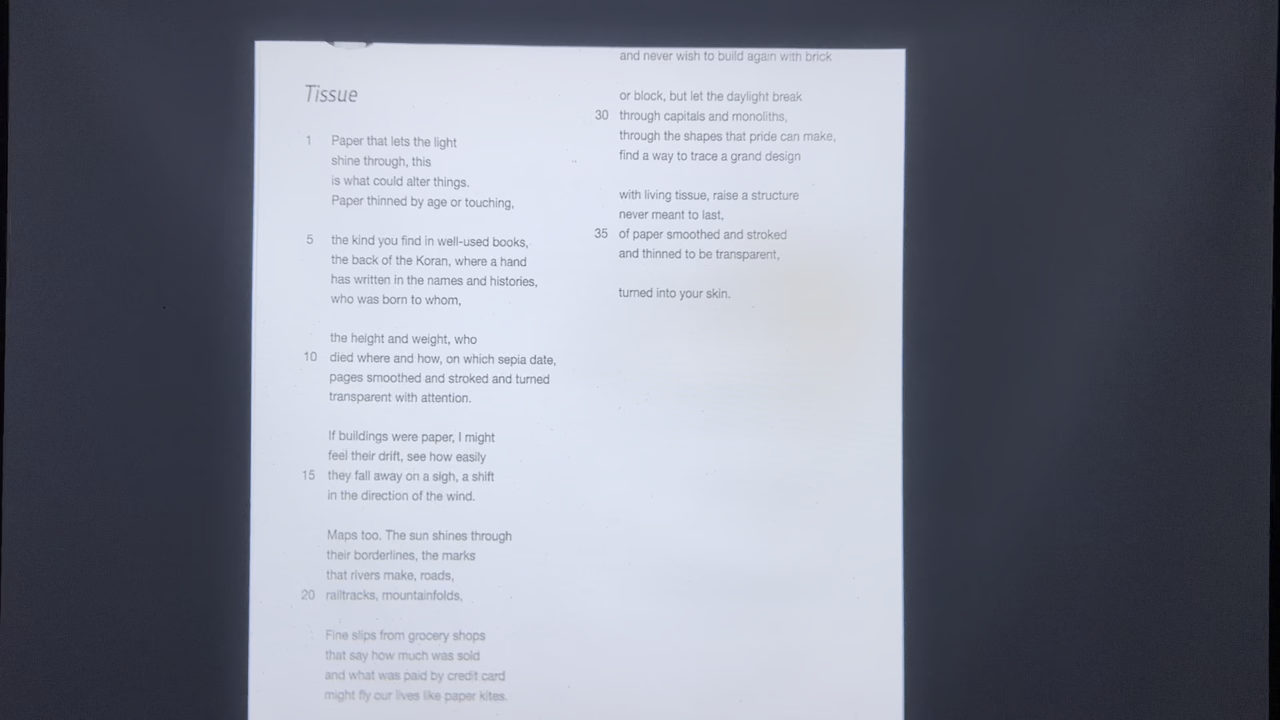 Tissue
1 Paper that lets the light
shine through, this
is what could alter things.
Paper thinned by age or touching,
5 the kind you find in well-used books,
the back of the Koran, where a hand
has written in the names and histories,
who was born to whom,
the height and weight, who
10 died where and how, on which sepia date,
pages smoothed and stroked and turned
transparent with attention.
If buildings were paper, I might
feel their drift, see how easily
15 they fall away on a sigh, a shift
in the direction of the wind.
Maps too. The sun shines through
their borderlines, the marks
that rivers make, roads,
20 railtracks, mountainfolds,
Fine slips from grocery shops
that say how much was sold
and what was paid by credit card
might fly our lives like paper kites.
and never wish to build again with brick
or block, but let the daylight break
30 through capitals and monoliths,
through the shapes that pride can make,
find a way to trace a grand design
with living tissue, raise a structure
never meant to last,
35 of paper smoothed and stroked
and thinned to be transparent,
turned into your skin.